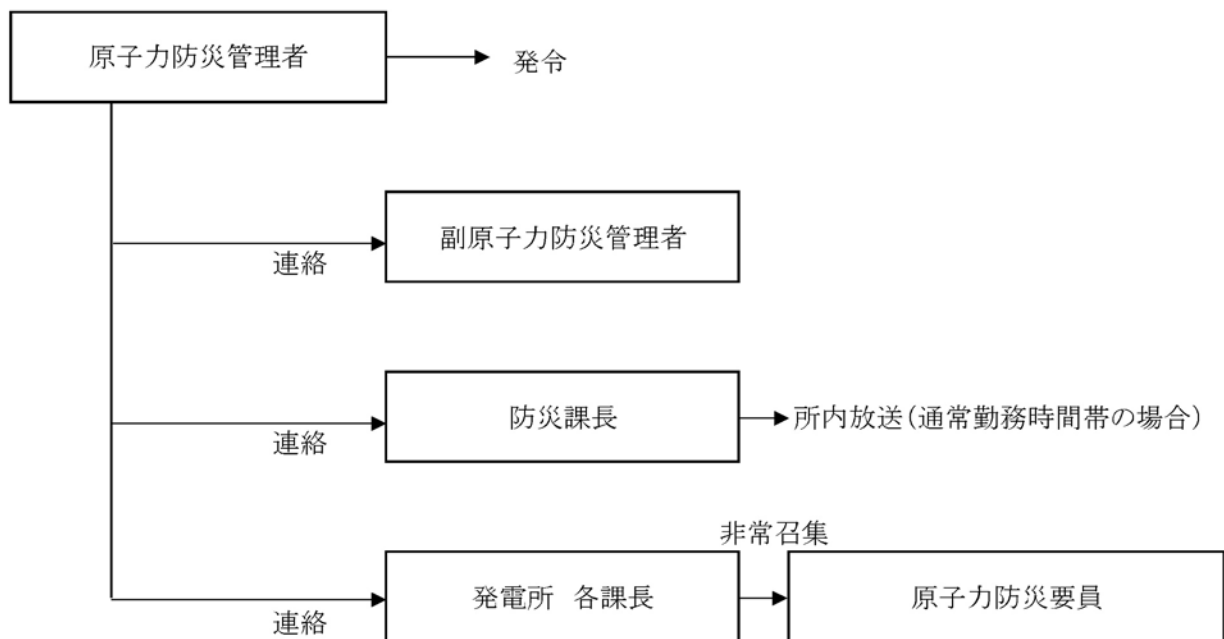 原子力防災管理者
発令
副原子力防災管理者
連絡
防災課長
所内放送(通常勤務時間帯の場合)
連絡
非常召集
発電所 各課長
原子力防災要員
連絡